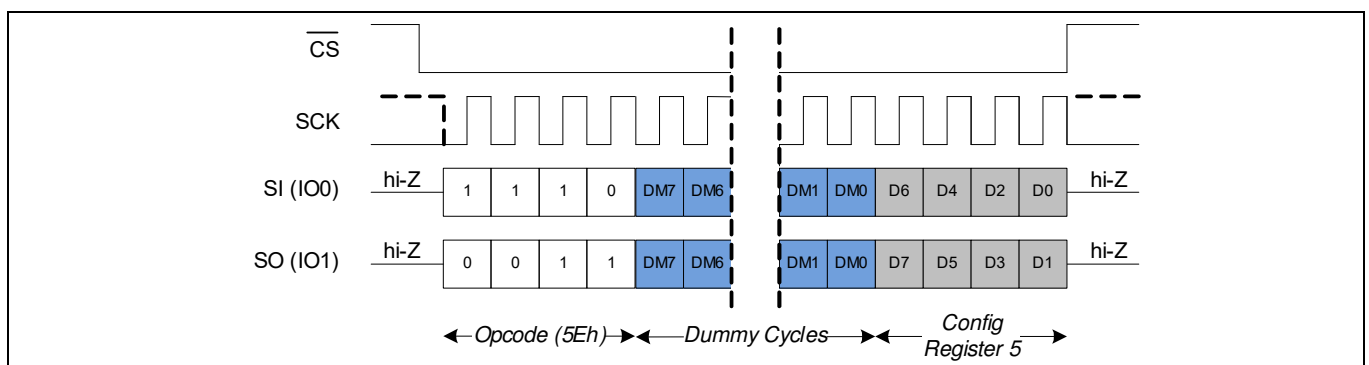 CS
SCK
SI (IO0) hi-Z 1 1 1 0 DM7 DM6 DM1 DM0 D6 D4 D2 D0 hi-Z
SO (IO1) hi-Z 0 0 1 1 DM7 DM6 DM1 DM0 D7 D5 D3 D1 hi-Z
Opcode (5Eh) Dummy Cycles Config
Register 5